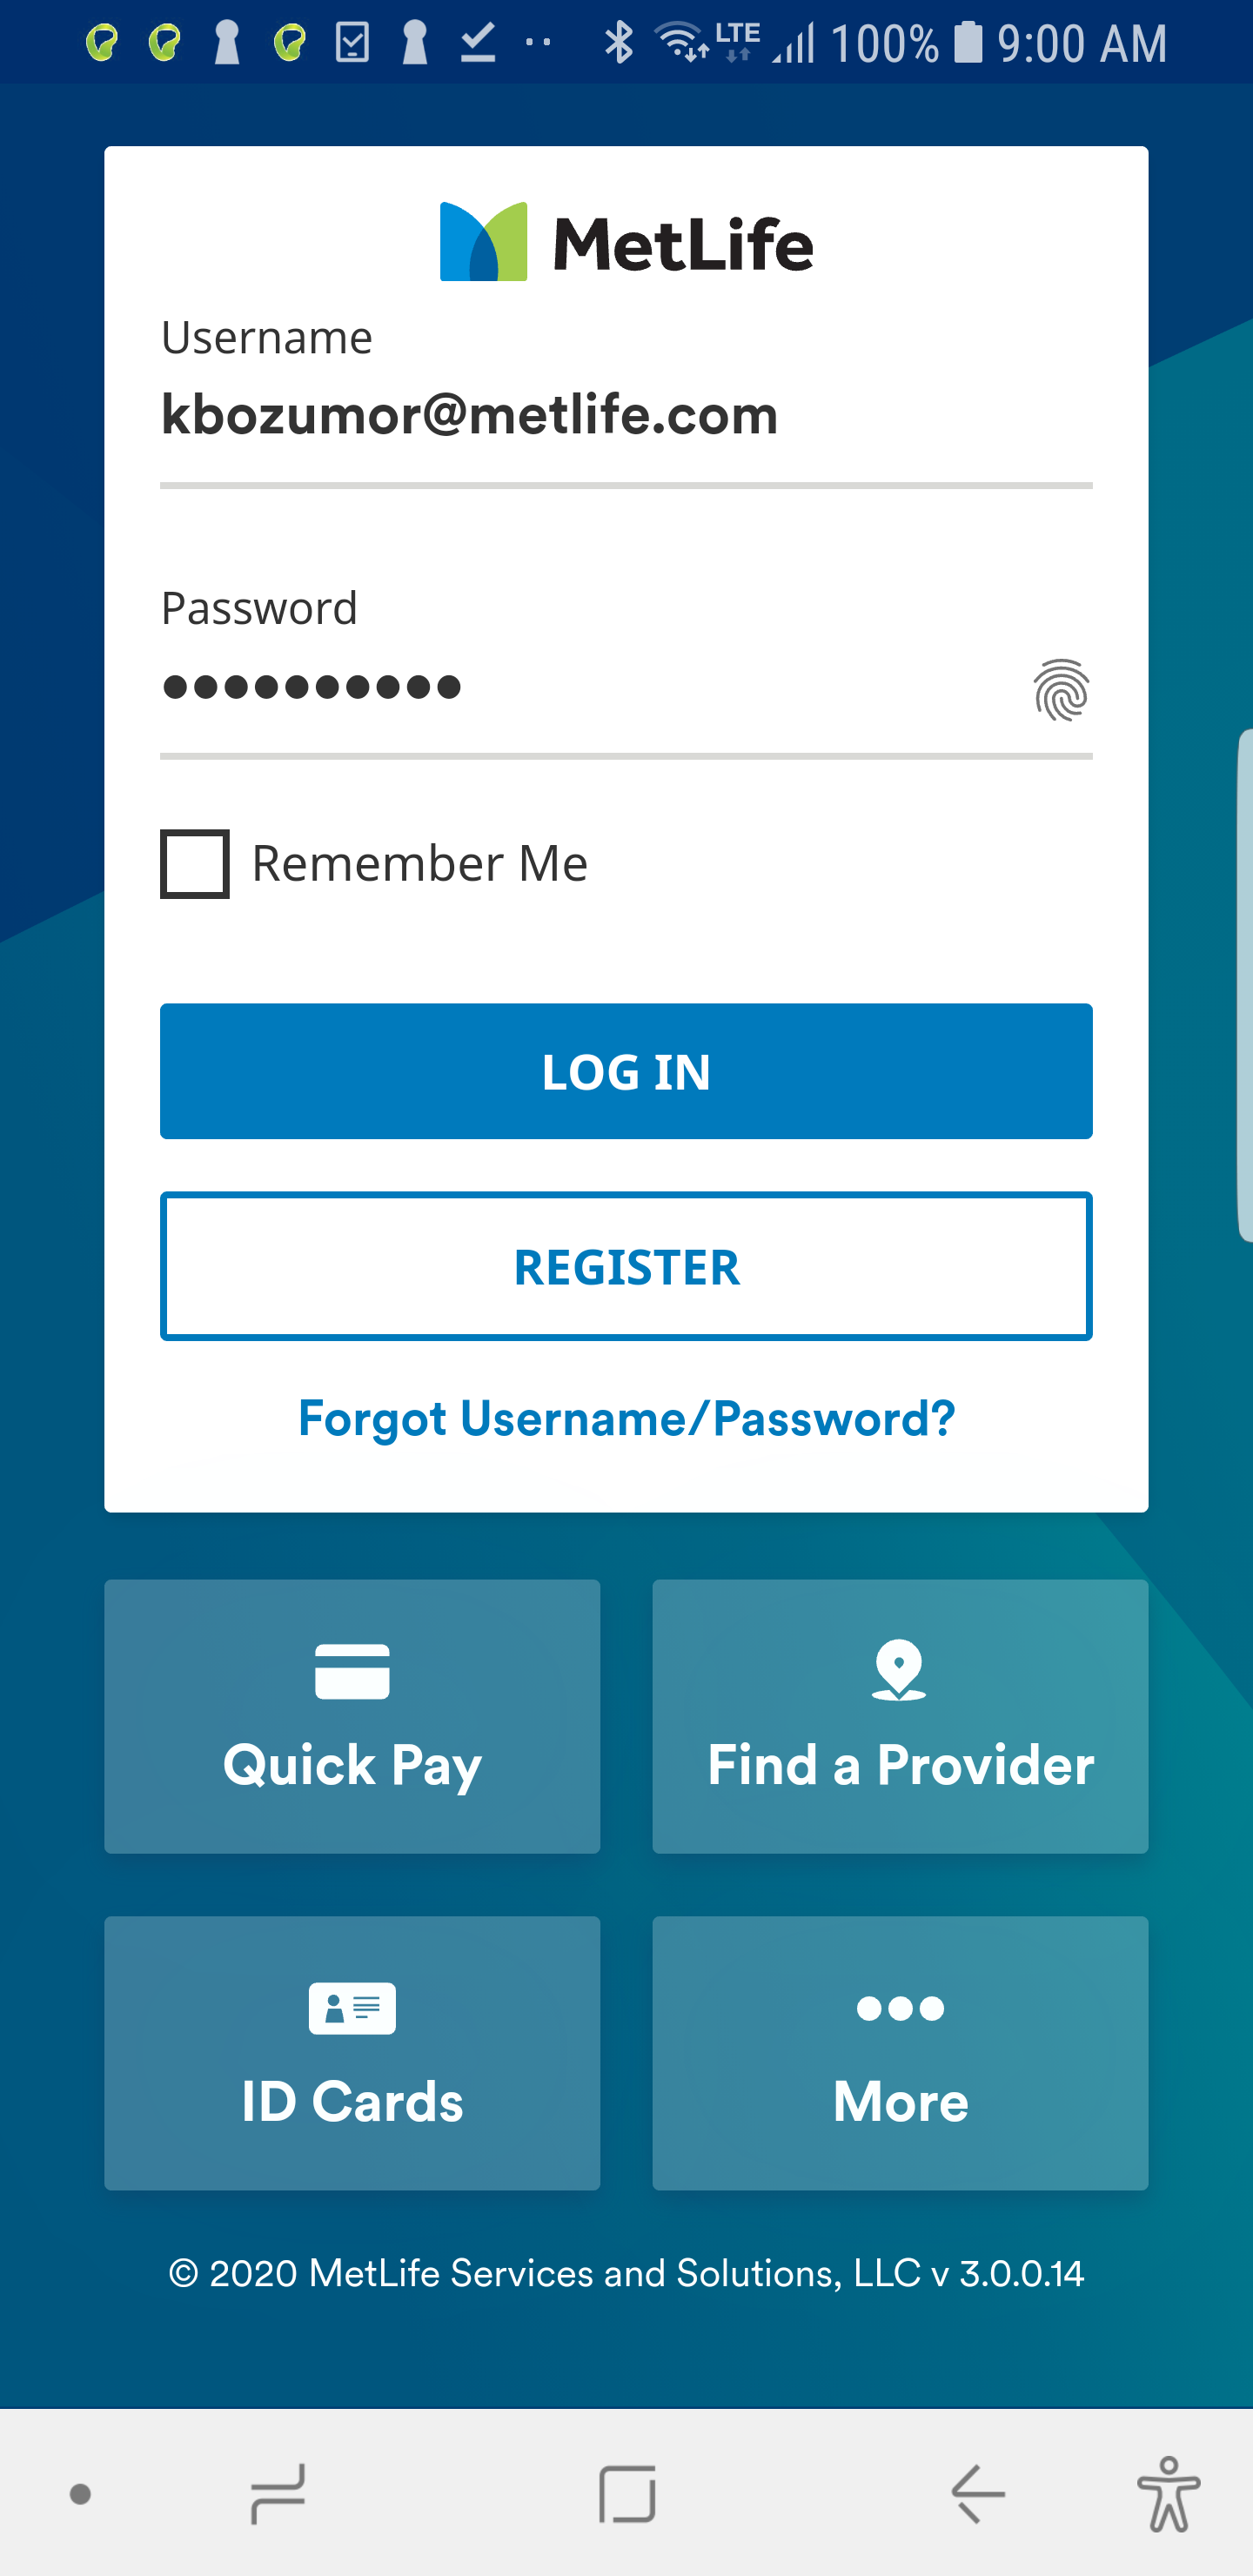 LTE 100% 9:00 AM
MetLife
Username
kbozumor@metlife.com
Password
••••••••••
Remember Me
LOG IN
REGISTER
Forgot Username/Password?
Quick Pay
Find a Provider
ID Cards
More
© 2020 MetLife Services and Solutions, LLC v 3.0.0.14